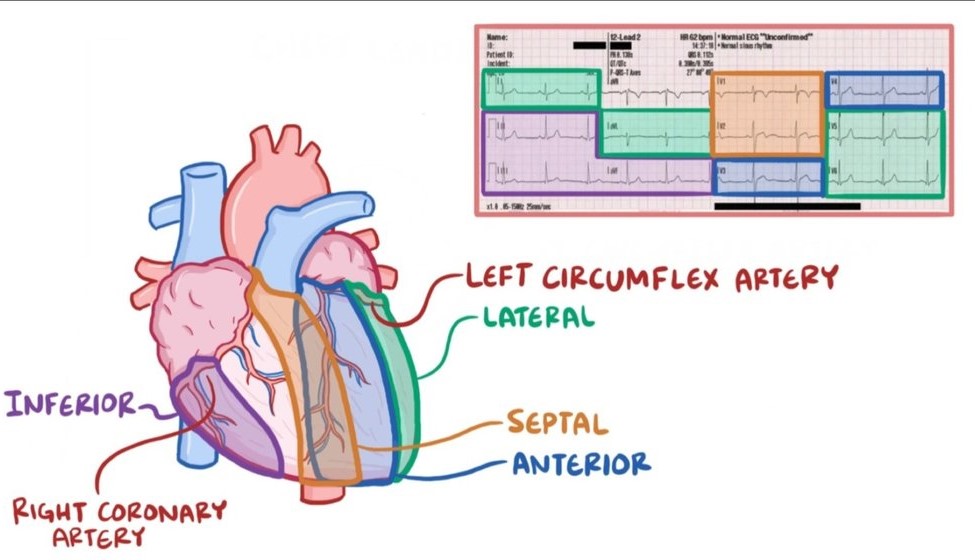 Name: 12-Lead 2 HR 62 bpm • Normal ECG **Unconfirmed**
ID: 14:37:10 • Normal sinus rhythm
Patient ID: PR 0.138s QRS 0.112s
Incident: QT/QTc 0.390s/0.395s
P-QRS-T Axes
I aVR V1 V4
II aVL V2 V5
III aVF V3 V6
x1.0 .05-150Hz 25mm/sec
LEFT CIRCUMFLEX ARTERY
LATERAL
INFERIOR
SEPTAL
ANTERIOR
RIGHT CORONARY
ARTERY